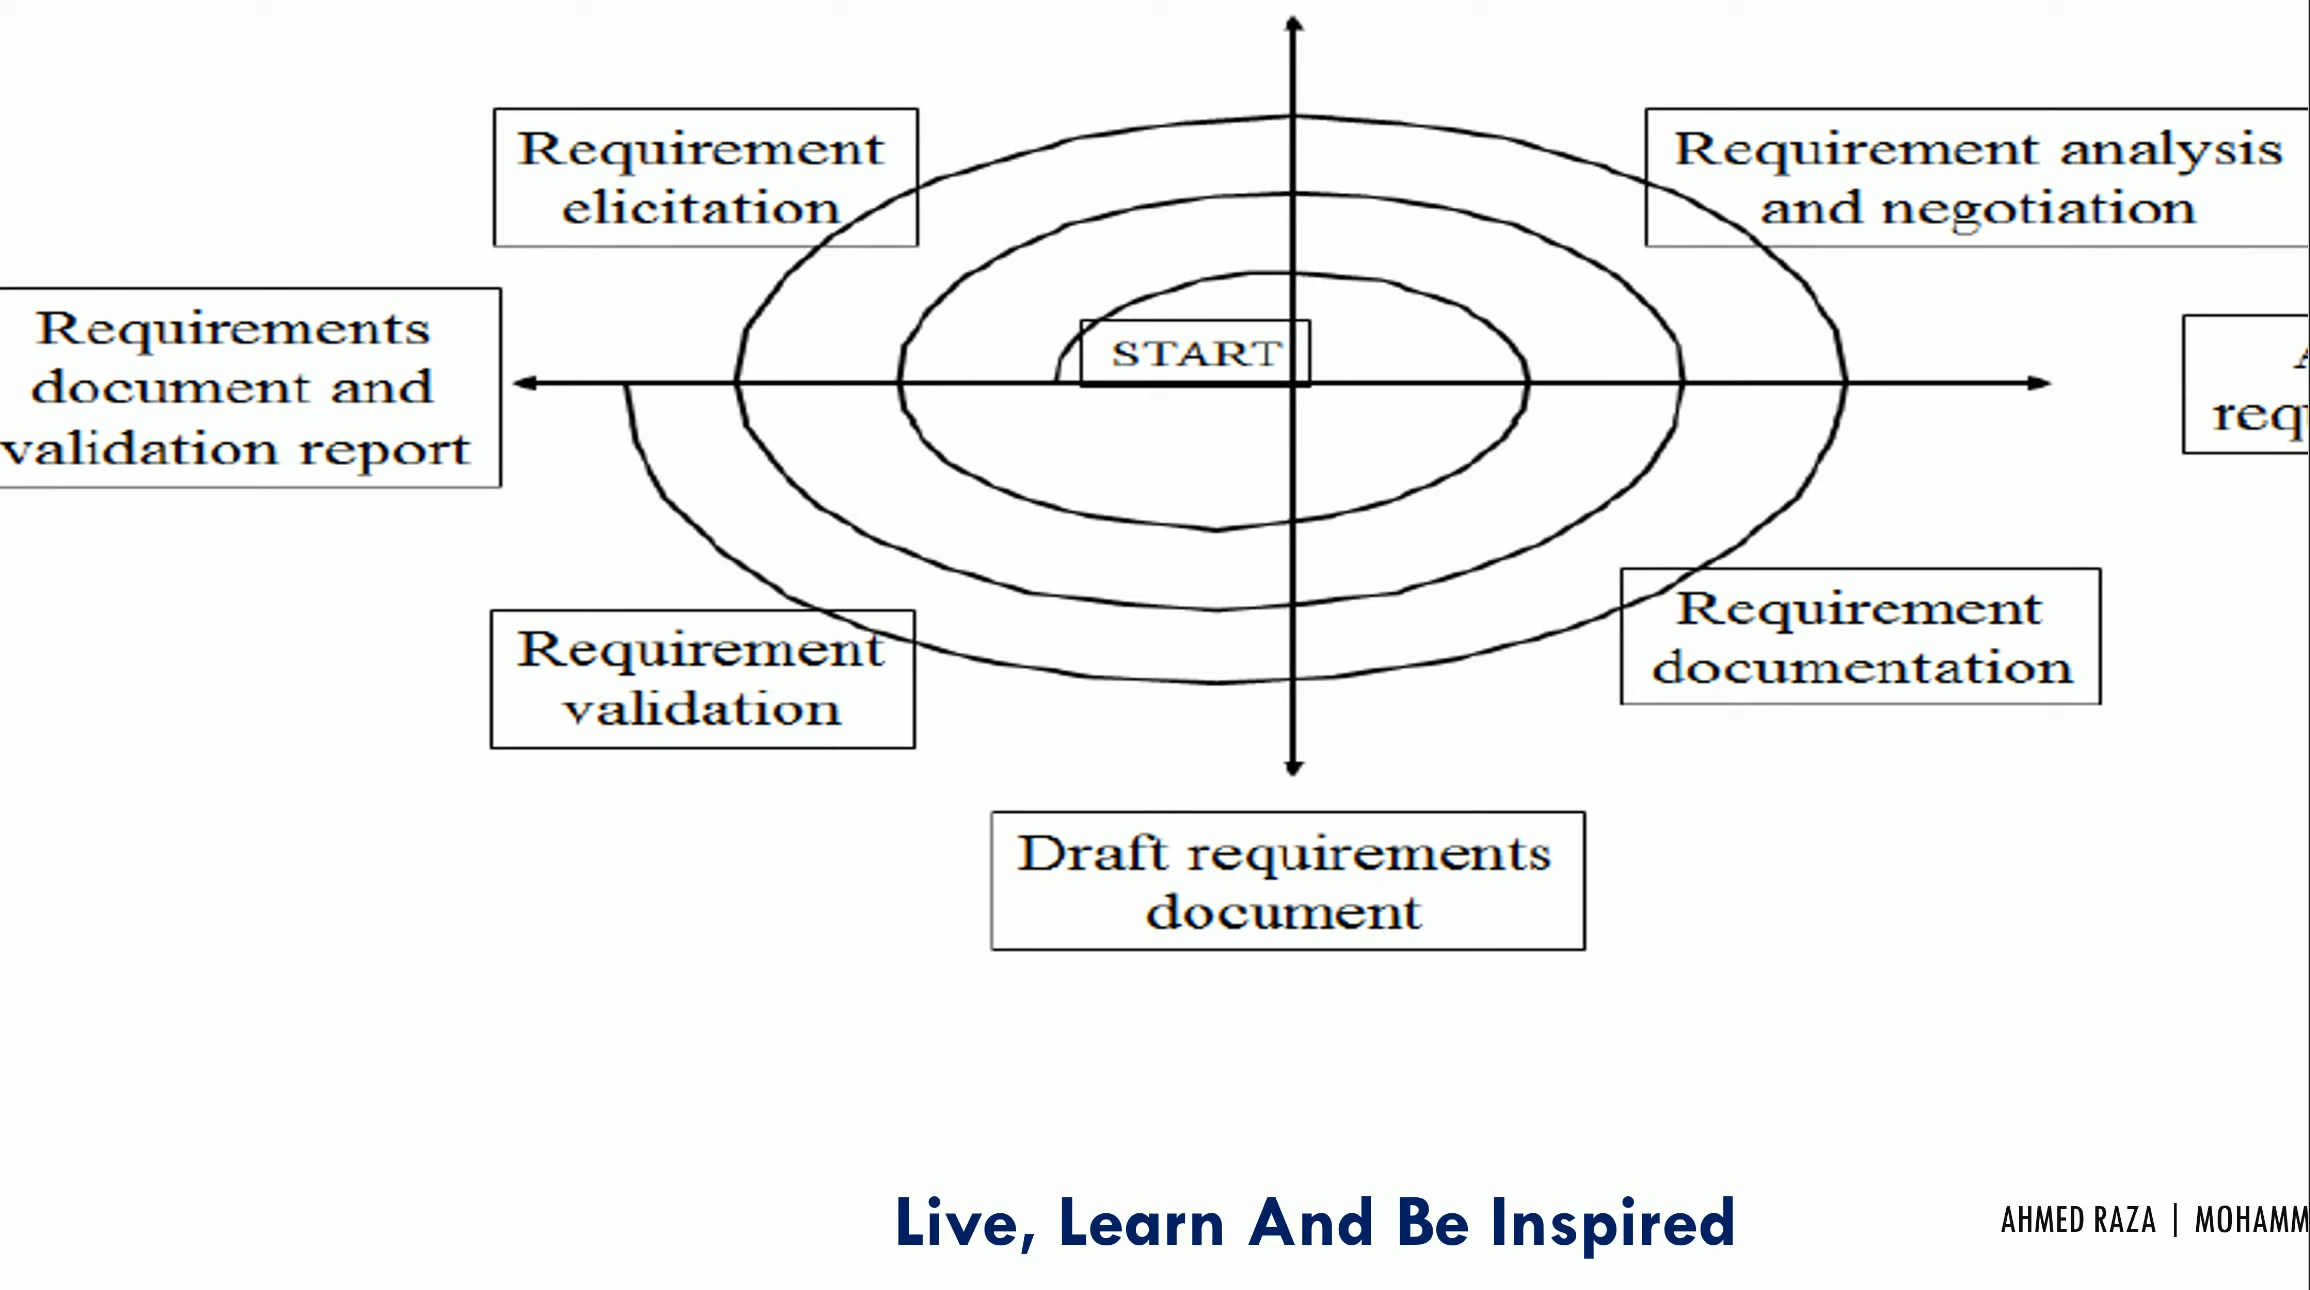 Requirement
elicitation
Requirement analysis
and negotiation
Requirements
document and
validation report
START
Requirement
validation
Requirement
documentation
Draft requirements
document
Live, Learn And Be Inspired
AHMED RAZA |